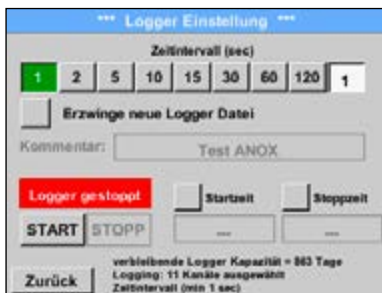 *** Logger Einstellung ***
Zeitintervall (sec)
1 2 5 10 15 30 60 120 1
Erzwinge neue Logger Datei
Kommentar: Test ANOX
Logger gestoppt Startzeit Stoppzeit
START STOPP --- ---
verbleibende Logger Kapazität = 863 Tage
Logging: 11 Kanäle ausgewählt
Zurück Zeitintervall (min 1 sec)